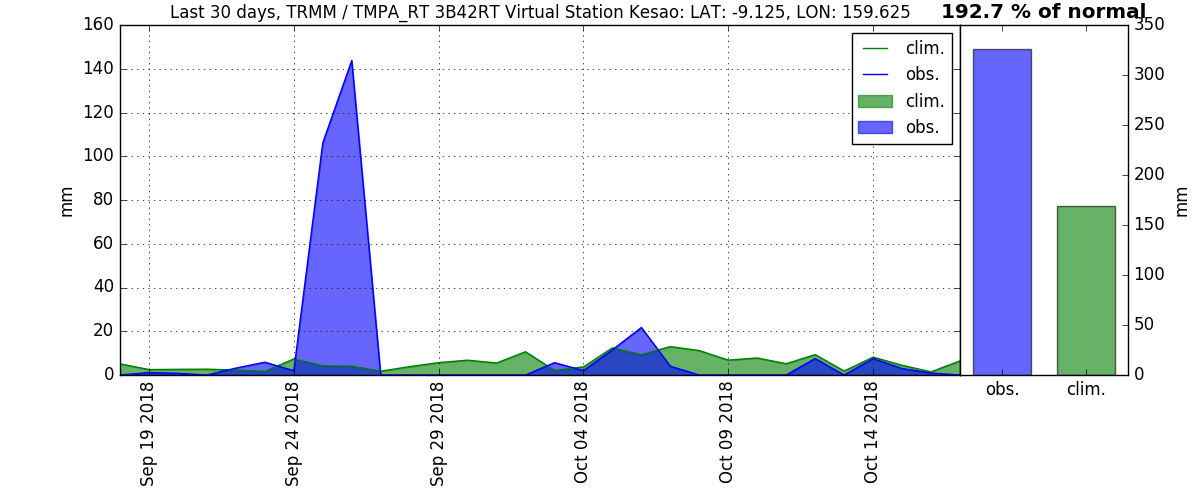 Last 30 days, TRMM / TMPA_RT 3B42RT Virtual Station Kesao: LAT: -9.125, LON: 159.625
192.7 % of normal
160
140
120
100
80
60
40
20
0
mm
clim.
obs.
clim.
obs.
Sep 19 2018
Sep 24 2018
Sep 29 2018
Oct 04 2018
Oct 09 2018
Oct 14 2018
350
300
250
200
150
100
50
0
mm
obs.
clim.